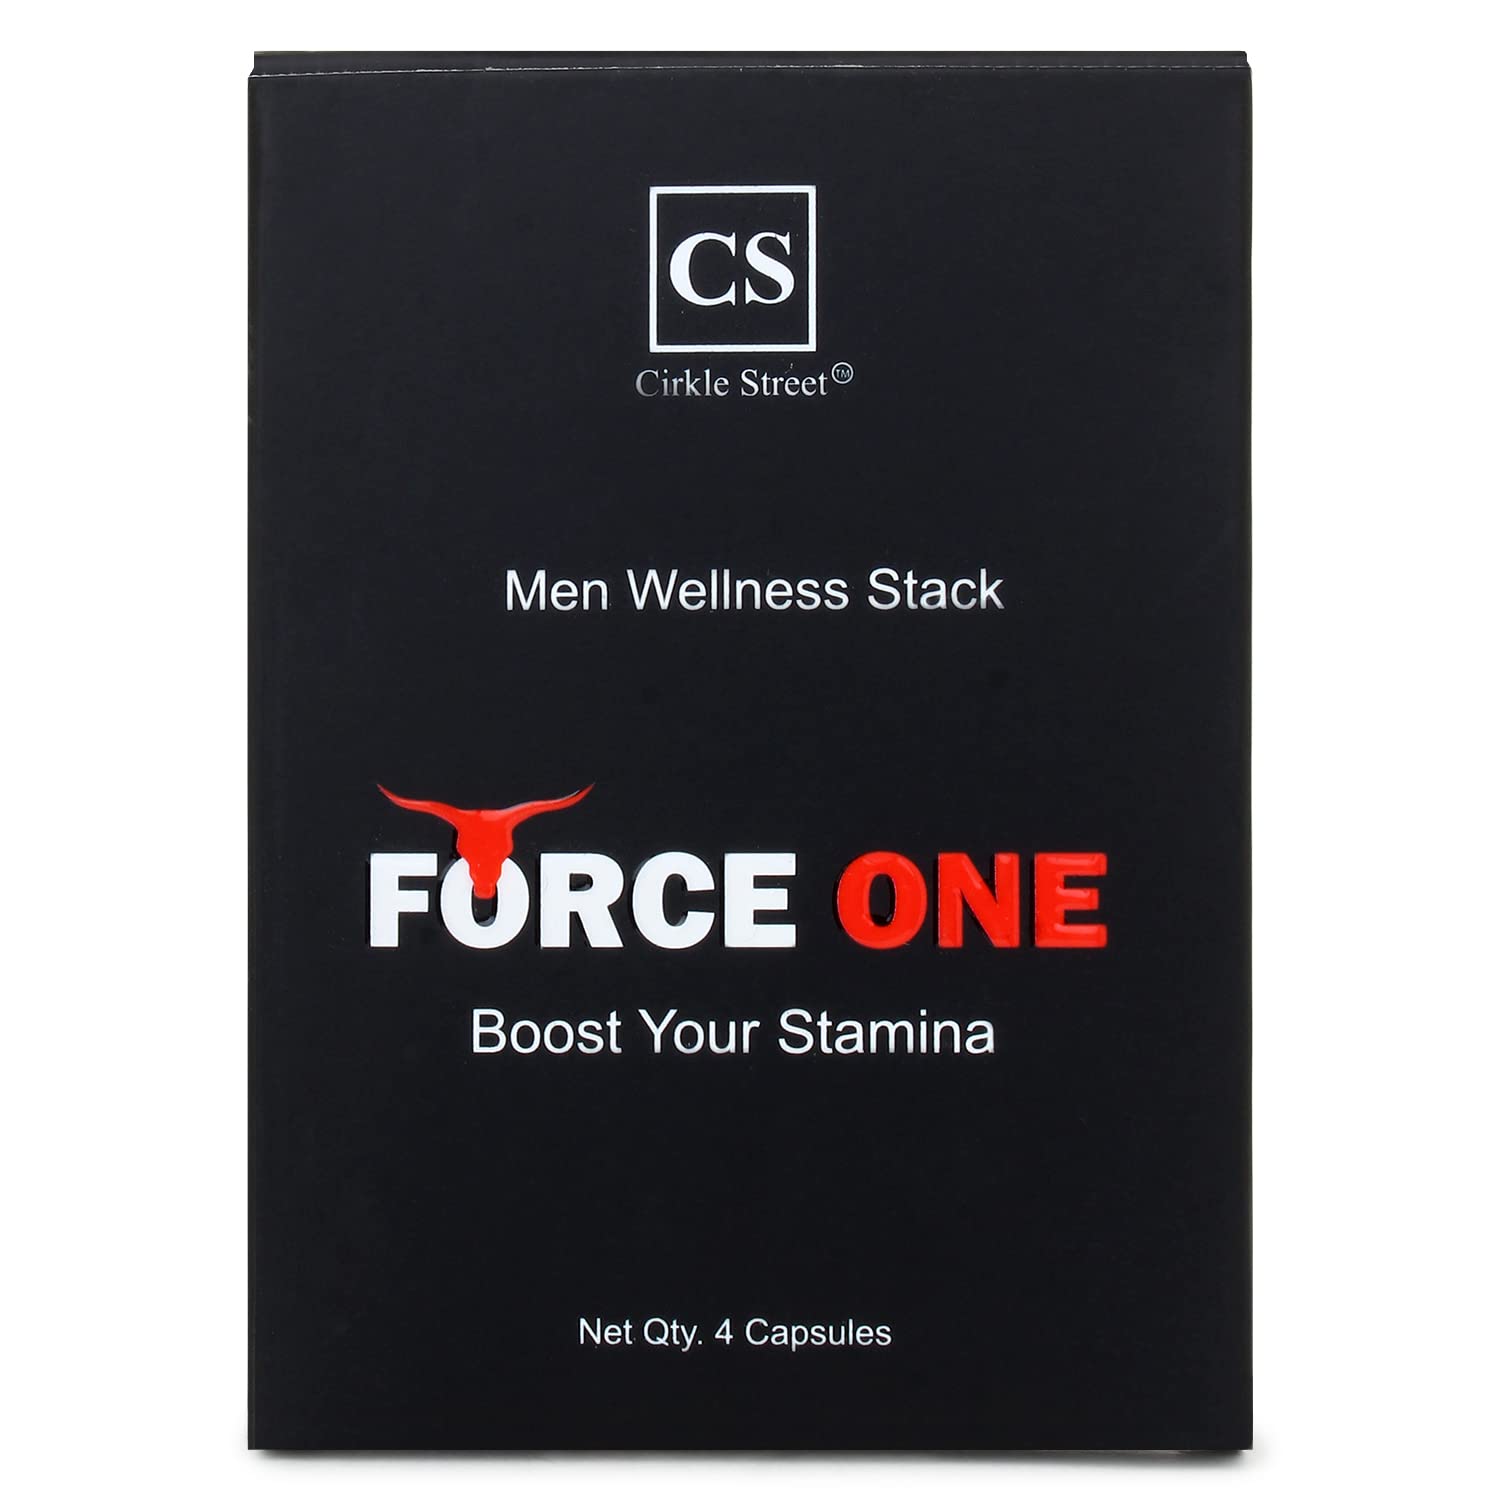 CS
Cirkle Street™
Men Wellness Stack
FORCE ONE
Boost Your Stamina
Net Qty. 4 Capsules